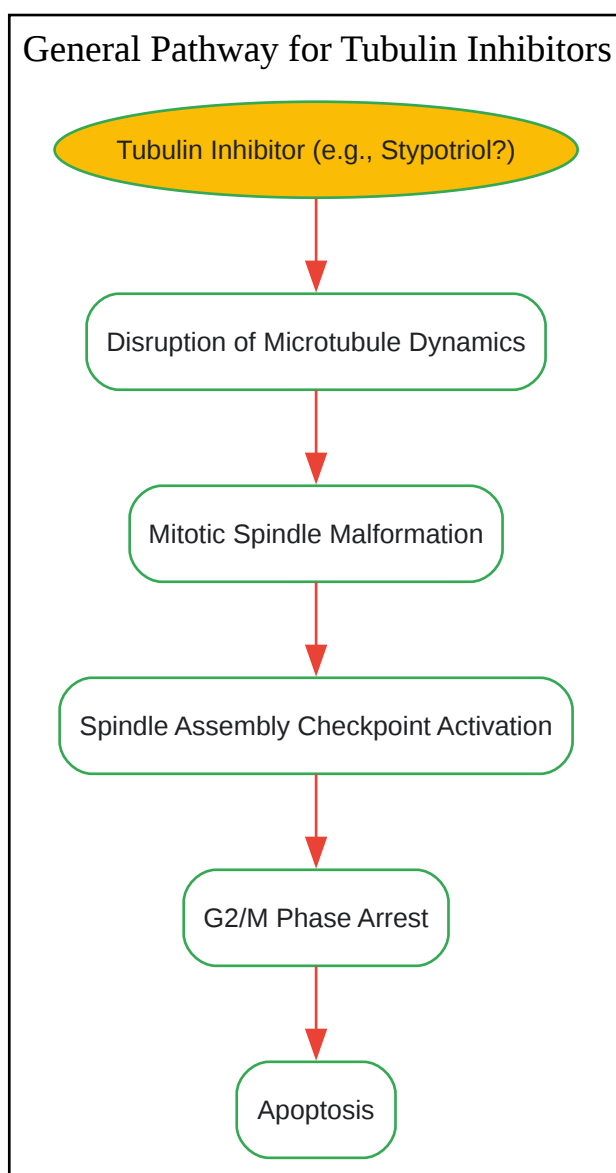 General Pathway for Tubulin Inhibitors
Tubulin Inhibitor (e.g., Stypotriol?)
Disruption of Microtubule Dynamics
Mitotic Spindle Malformation
Spindle Assembly Checkpoint Activation
G2/M Phase Arrest
Apoptosis